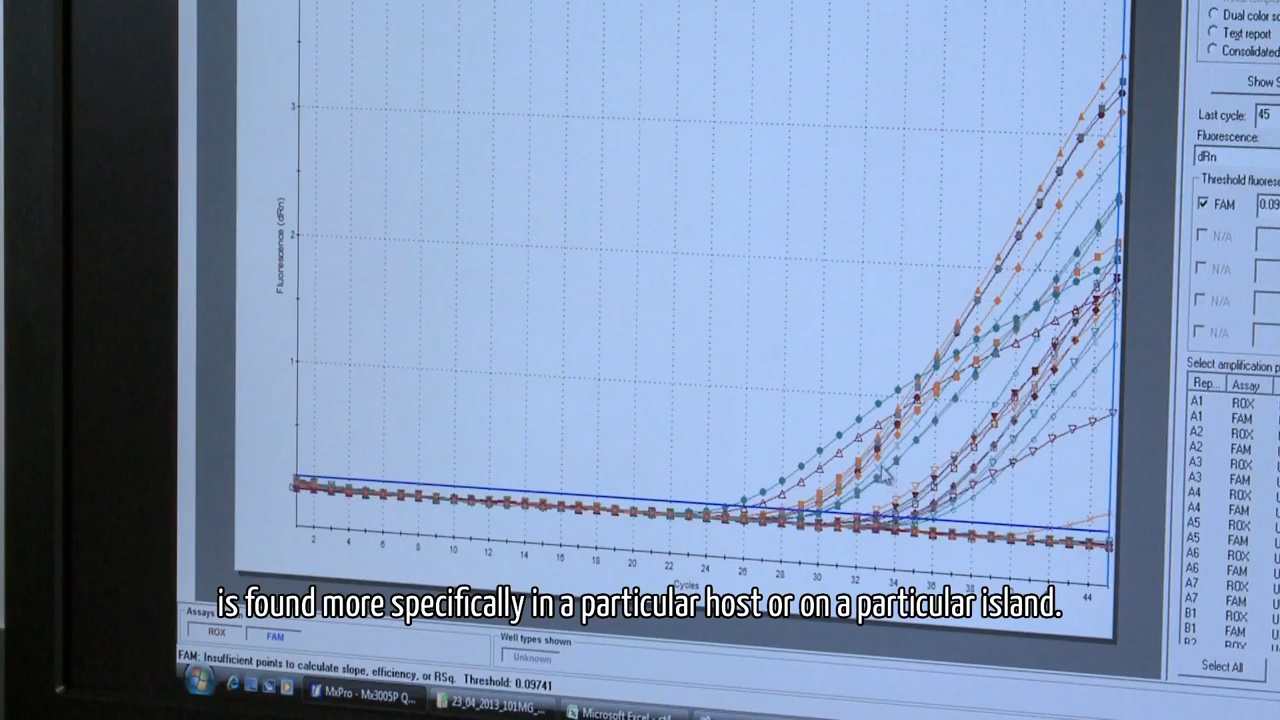 Dual color
Text report
Consolidated
Show
Last cycle: 45
Fluorescence:
dRn
Threshold
FAM 0.09
N/A
N/A
N/A
N/A
Select amplification
Rep... Assay
A1 ROX
A1 FAM
A2 ROX
A2 FAM
A3 ROX
A3 FAM
A4 ROX
A4 FAM
A5 ROX
A5 FAM
A6 ROX
A6 FAM
A7 ROX
A7 FAM
B1 ROX
B1 FAM
Select All
Fluorescence (dRn)
3
2
1
2 4 6 8 10 12 14 16 18 20 22 24 26 28 30 32 34 36 38 44
Cycles
is found more specifically in a particular host or on a particular island.
Assays
ROX FAM
Well types shown
Unknown
FAM: Insufficient points to calculate slope, efficiency, or RSq. Threshold: 0.09741
MxPro - Mx3005P Q...
23_04_2013_101MG_...
Microsoft Excel